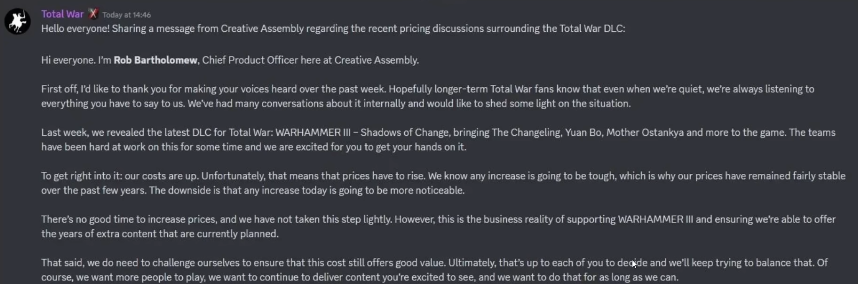 Total War Today at 14:46
Hello everyone! Sharing a message from Creative Assembly regarding the recent pricing discussions surrounding the Total War DLC:
Hi everyone. I'm Rob Bartholomew, Chief Product Officer here at Creative Assembly.
First off, I'd like to thank you for making your voices heard over the past week. Hopefully longer-term Total War fans know that even when we're quiet, we're always listening to
everything you have to say to us. We've had many conversations about it internally and would like to shed some light on the situation.
Last week, we revealed the latest DLC for Total War: WARHAMMER III – Shadows of Change, bringing The Changeling, Yuan Bo, Mother Ostankya and more to the game. The teams
have been hard at work on this for some time and we are excited for you to get your hands on it.
To get right into it: our costs are up. Unfortunately, that means that prices have to rise. We know any increase is going to be tough, which is why our prices have remained fairly stable
over the past few years. The downside is that any increase today is going to be more noticeable.
There's no good time to increase prices, and we have not taken this step lightly. However, this is the business reality of supporting WARHAMMER III and ensuring we're able to offer
the years of extra content that are currently planned.
That said, we do need to challenge ourselves to ensure that this cost still offers good value. Ultimately, that's up to each of you to decide and we'll keep trying to balance that. Of
course, we want more people to play, we want to continue to deliver content you're excited to see, and we want to do that for as long as we can.